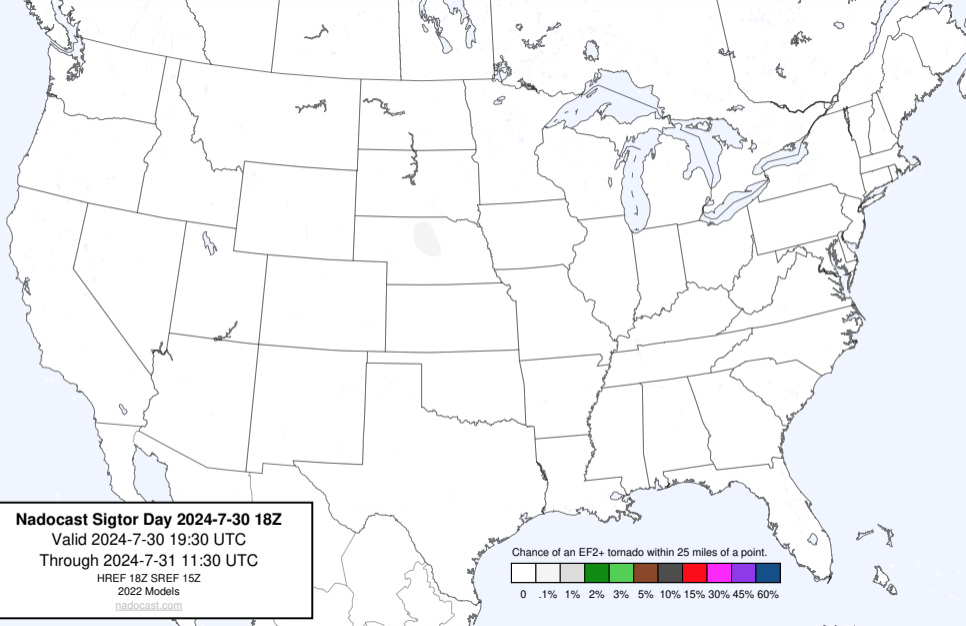 Nadocast Sigtor Day 2024-7-30 18Z
Valid 2024-7-30 19:30 UTC
Through 2024-7-31 11:30 UTC
HREF 18Z SREF 15Z
2022 Models
nadocast.com
Chance of an EF2+ tornado within 25 miles of a point.
0 .1% 1% 2% 3% 5% 10% 15% 30% 45% 60%